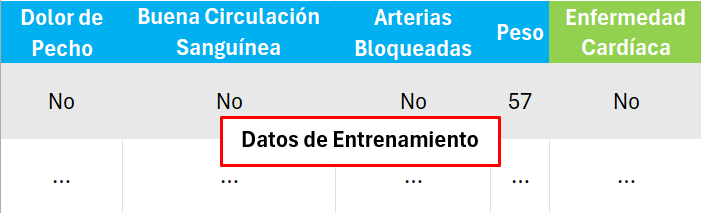 Dolor de Pecho
Buena Circulación Sanguínea
Arterias Bloqueadas
Peso
Enfermedad Cardíaca
No No No 57 No
Datos de Entrenamiento
... ... ... ... ...